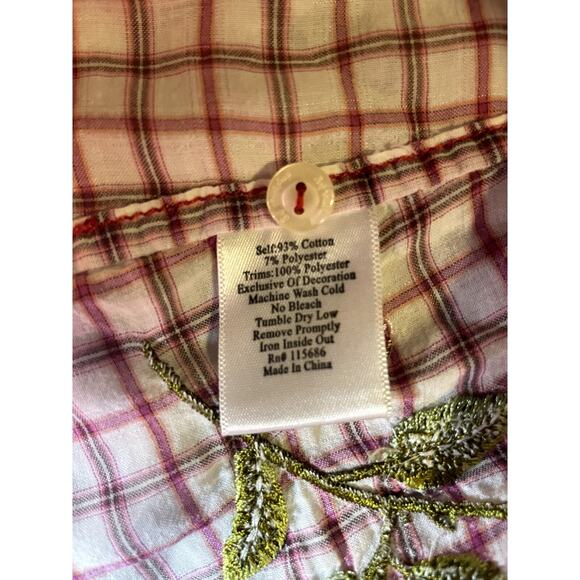 Self:93% Cotton
7% Polyester
Trims:100% Polyester
Exclusive Of Decoration
Machine Wash Cold
No Bleach
Tumble Dry Low
Remove Promptly
Iron Inside Out
Rn# 115686
Made In China